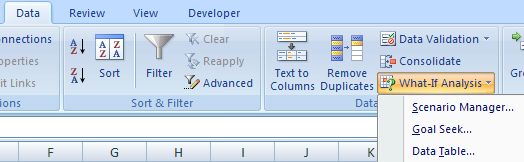 Data Review View Developer
onnections
operties
it Links
ions
Sort
Filter
Clear
Reapply
Advanced
Sort & Filter
Text to
Columns
Remove
Duplicates
Data Validation
Consolidate
What-If Analysis
Data
Gro
Scenario Manager...
Goal Seek...
Data Table...
F G H I J K